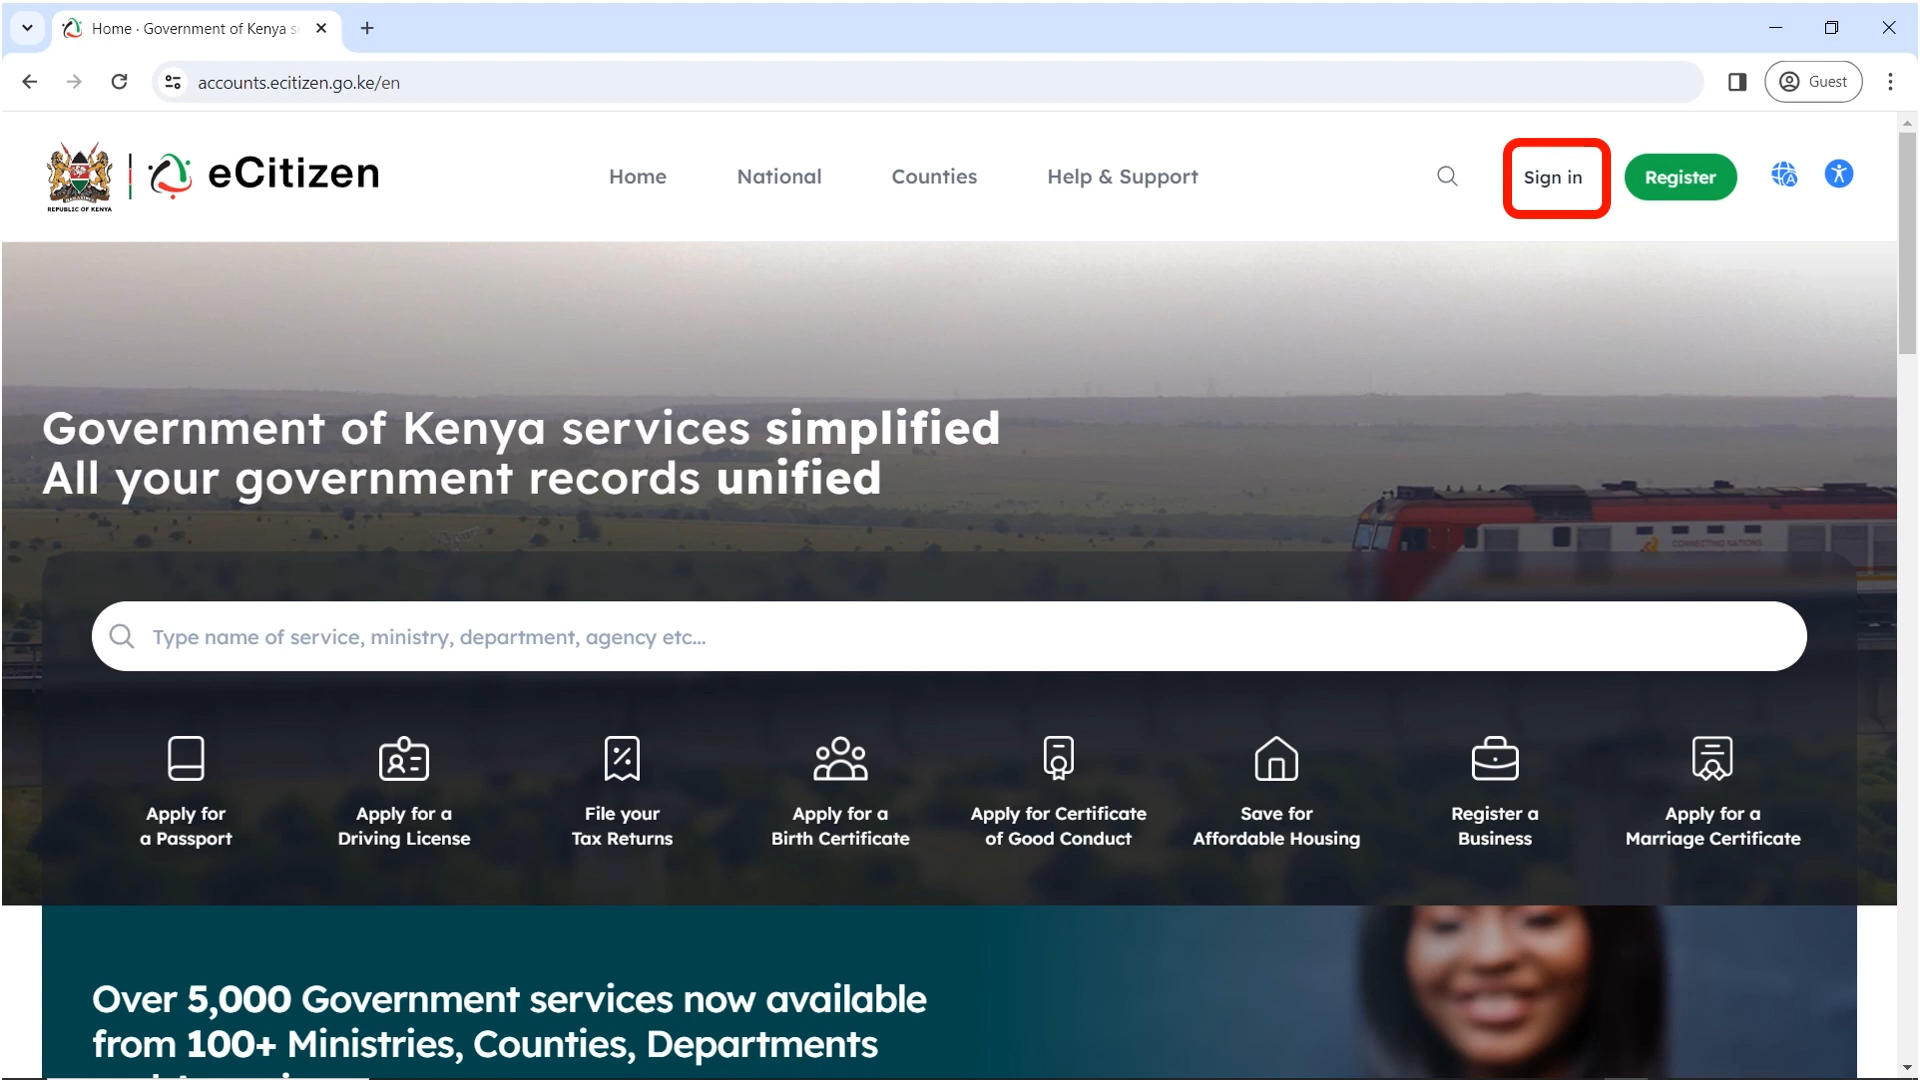 Home · Government of Kenya s
accounts.ecitizen.go.ke/en
Guest
REPUBLIC OF KENYA
eCitizen
Home
National
Counties
Help & Support
Sign in
Register
Government of Kenya services simplified
All your government records unified
CONNECTING NATIONS
Type name of service, ministry, department, agency etc...
Apply for
a Passport
Apply for a
Driving License
File your
Tax Returns
Apply for a
Birth Certificate
Apply for Certificate
of Good Conduct
Save for
Affordable Housing
Register a
Business
Apply for a
Marriage Certificate
Over 5,000 Government services now available
from 100+ Ministries, Counties, Departments